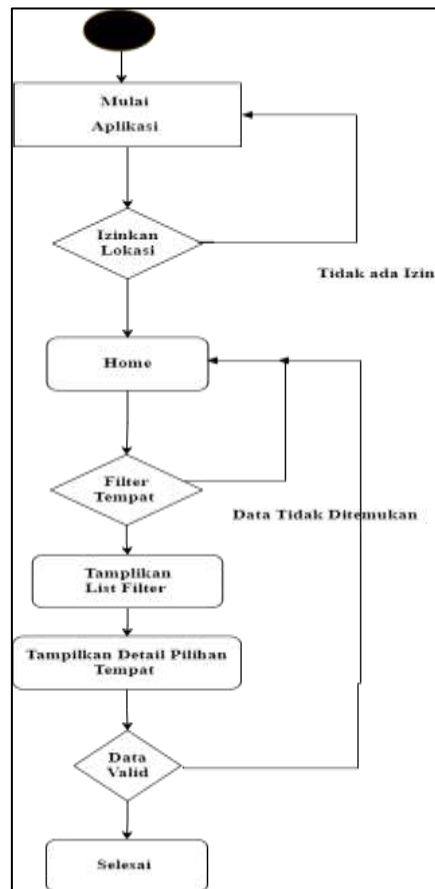 Mulai
Aplikasi
Izinkan
Lokasi
Tidak ada Izin
Home
Filter
Tempat
Data Tidak Ditemukan
Tamplikan
List Filter
Tampilkan Detail Pilihan
Tempat
Data
Valid
Selesai